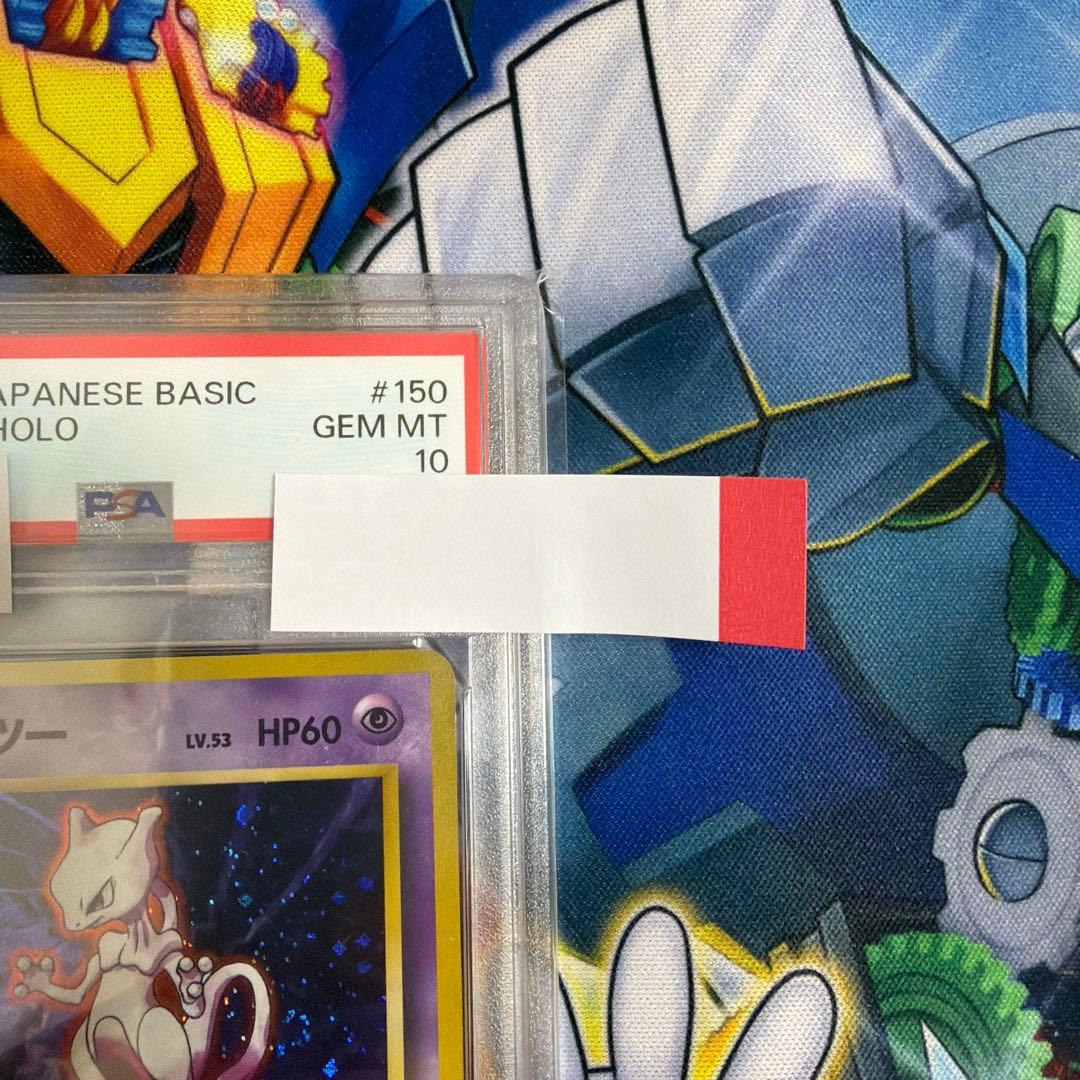 APANESE BASIC #150
HOLO GEM MT
10
PSA
ツー LV.53 HP60